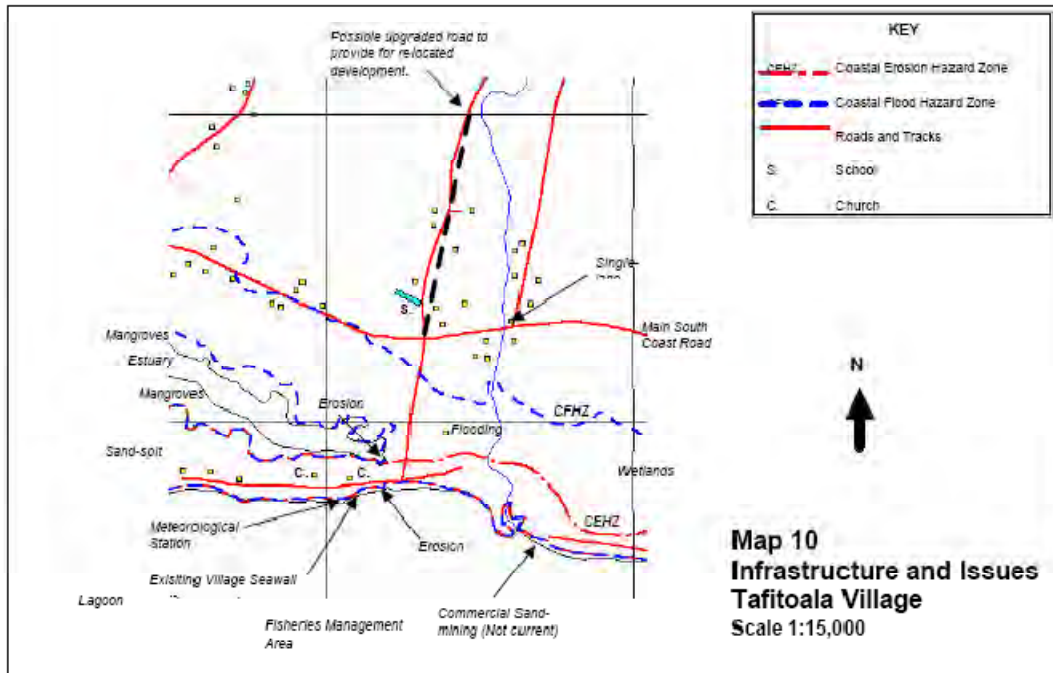 Possible upgraded road to
provide for re-located
development.
KEY
CEHZ Coastal Erosion Hazard Zone
Coastal Flood Hazard Zone
Roads and Tracks
S. School
C. Church
S.
Single
Main South
Coast Road
Mangroves
Estuary
Mangroves
Erosion
CFHZ
Flooding
Sand-spit
C. C.
Wetlands
CEHZ
Meteorological
Station
Erosion
Exisiting Village Seawall
Lagoon
Fisheries Management
Area
Commercial Sand-
mining (Not current)
N
Map 10
Infrastructure and Issues
Tafitoala Village
Scale 1:15,000